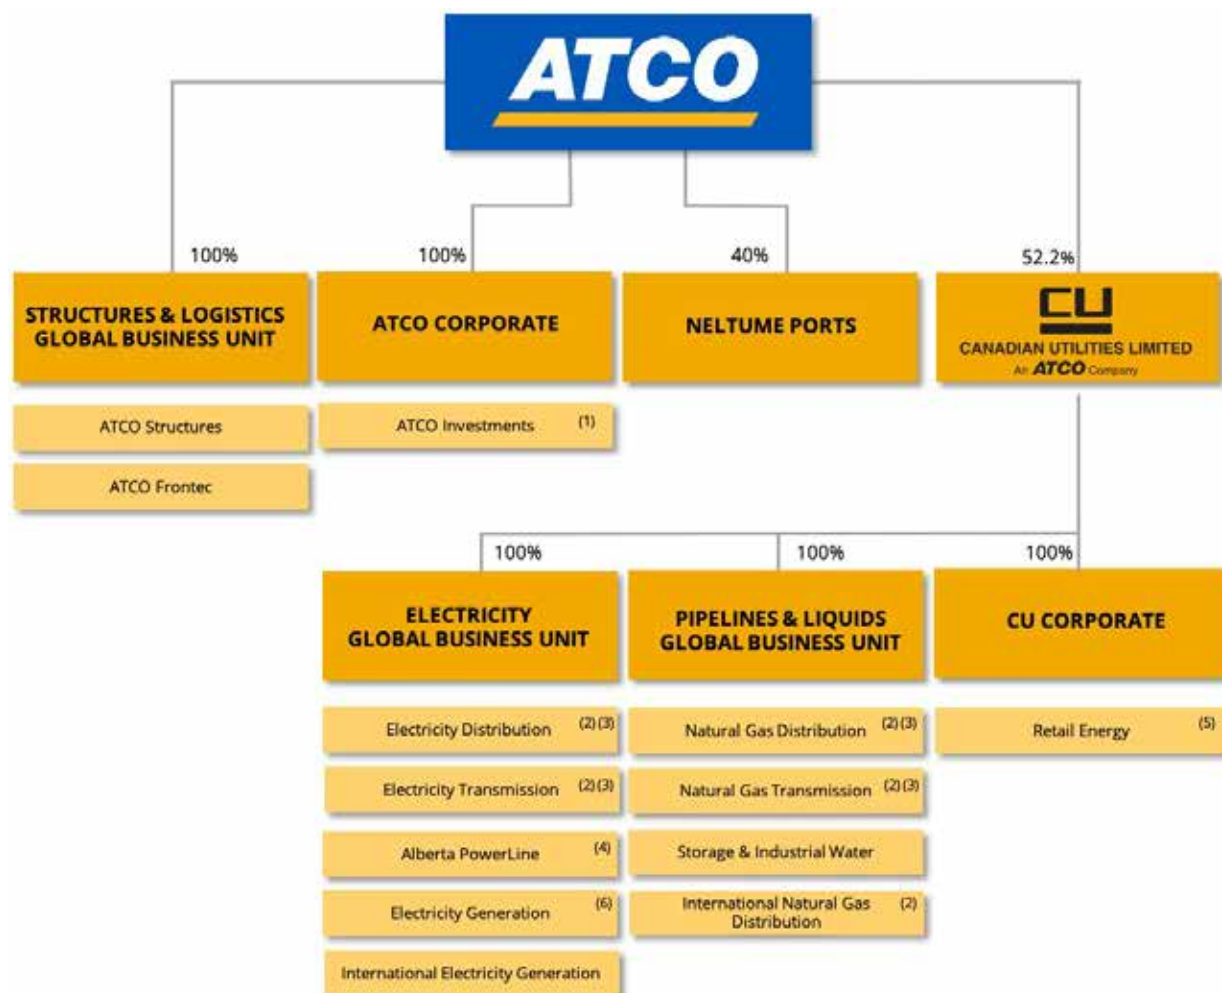 ATCO
100%
100%
40%
52.2%
STRUCTURES & LOGISTICS
GLOBAL BUSINESS UNIT
ATCO CORPORATE
NELTUME PORTS
CU
CANADIAN UTILITIES LIMITED
An ATCO Company
ATCO Structures
ATCO Investments (1)
ATCO Frontec
100%
100%
100%
ELECTRICITY
GLOBAL BUSINESS UNIT
PIPELINES & LIQUIDS
GLOBAL BUSINESS UNIT
CU CORPORATE
Electricity Distribution (2)(3)
Natural Gas Distribution (2)(3)
Retail Energy (5)
Electricity Transmission (2)(3)
Natural Gas Transmission (2)(3)
Alberta PowerLine (4)
Storage & Industrial Water
Electricity Generation (6)
International Natural Gas (2)
Distribution
International Electricity Generation